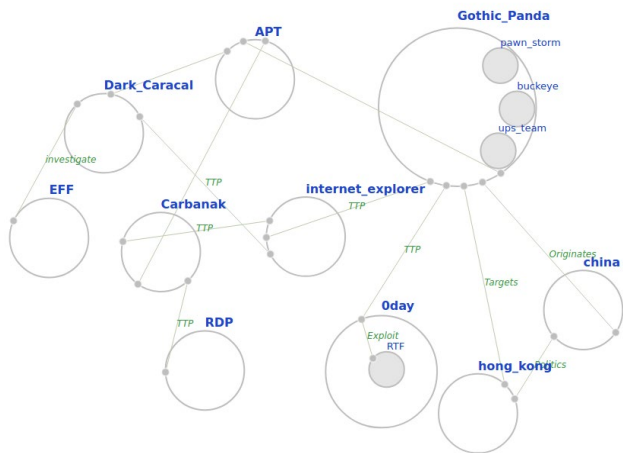 Gothic_Panda
APT
pawn_storm
Dark_Caracal
buckeye
ups_team
investigate
TTP
EFF
internet_explorer
Carbanak
TTP
TTP
TTP
Originates
china
Targets
0day
TTP
RDP
Exploit
RTF
hong_kong
Politics